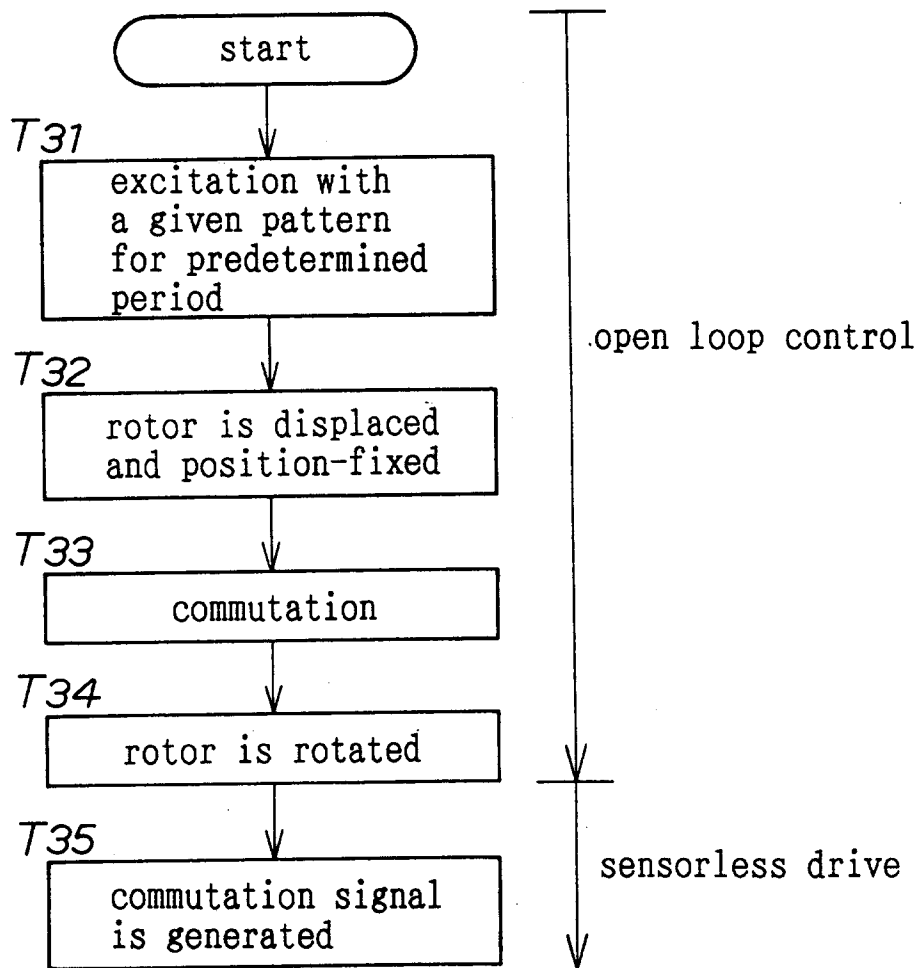 start
T31
excitation with
a given pattern
for predetermined
period
T32
rotor is displaced
and position-fixed
T33
commutation
T34
rotor is rotated
T35
commutation signal
is generated
open loop control
sensorless drive